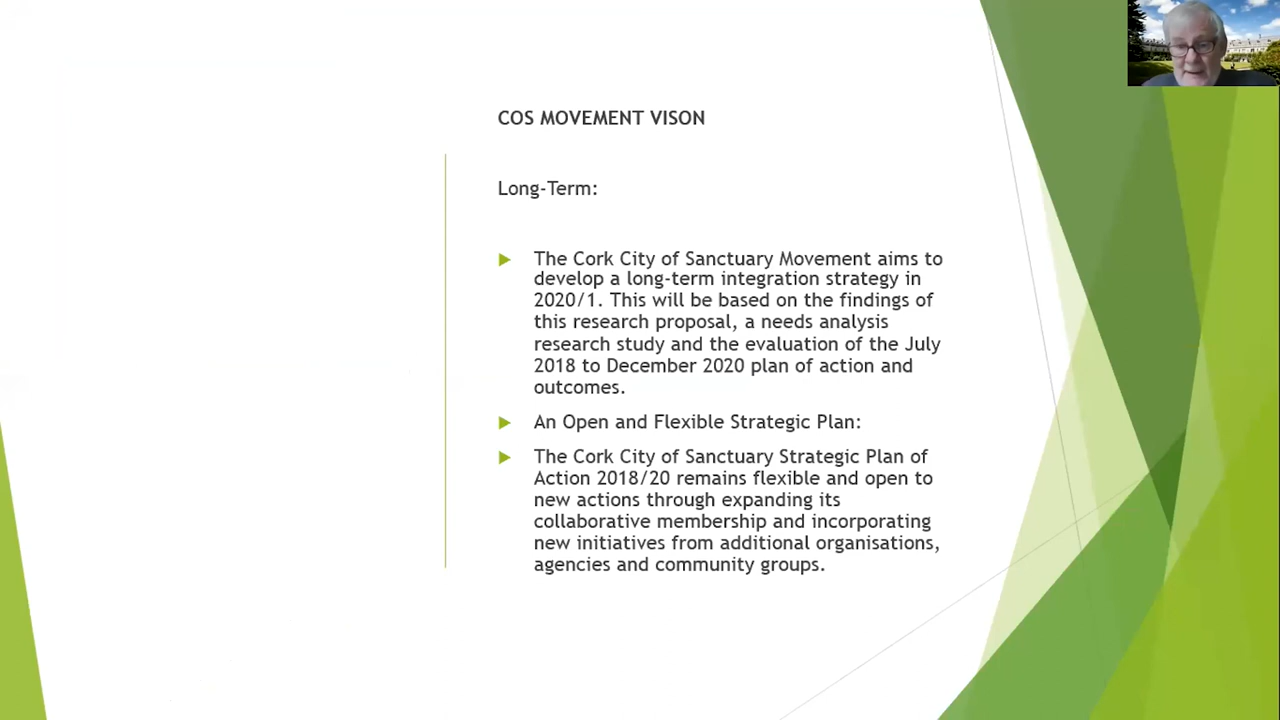 COS MOVEMENT VISON
Long-Term:
The Cork City of Sanctuary Movement aims to
develop a long-term integration strategy in
2020/1. This will be based on the findings of
this research proposal, a needs analysis
research study and the evaluation of the July
2018 to December 2020 plan of action and
outcomes.
An Open and Flexible Strategic Plan:
The Cork City of Sanctuary Strategic Plan of
Action 2018/20 remains flexible and open to
new actions through expanding its
collaborative membership and incorporating
new initiatives from additional organisations,
agencies and community groups.